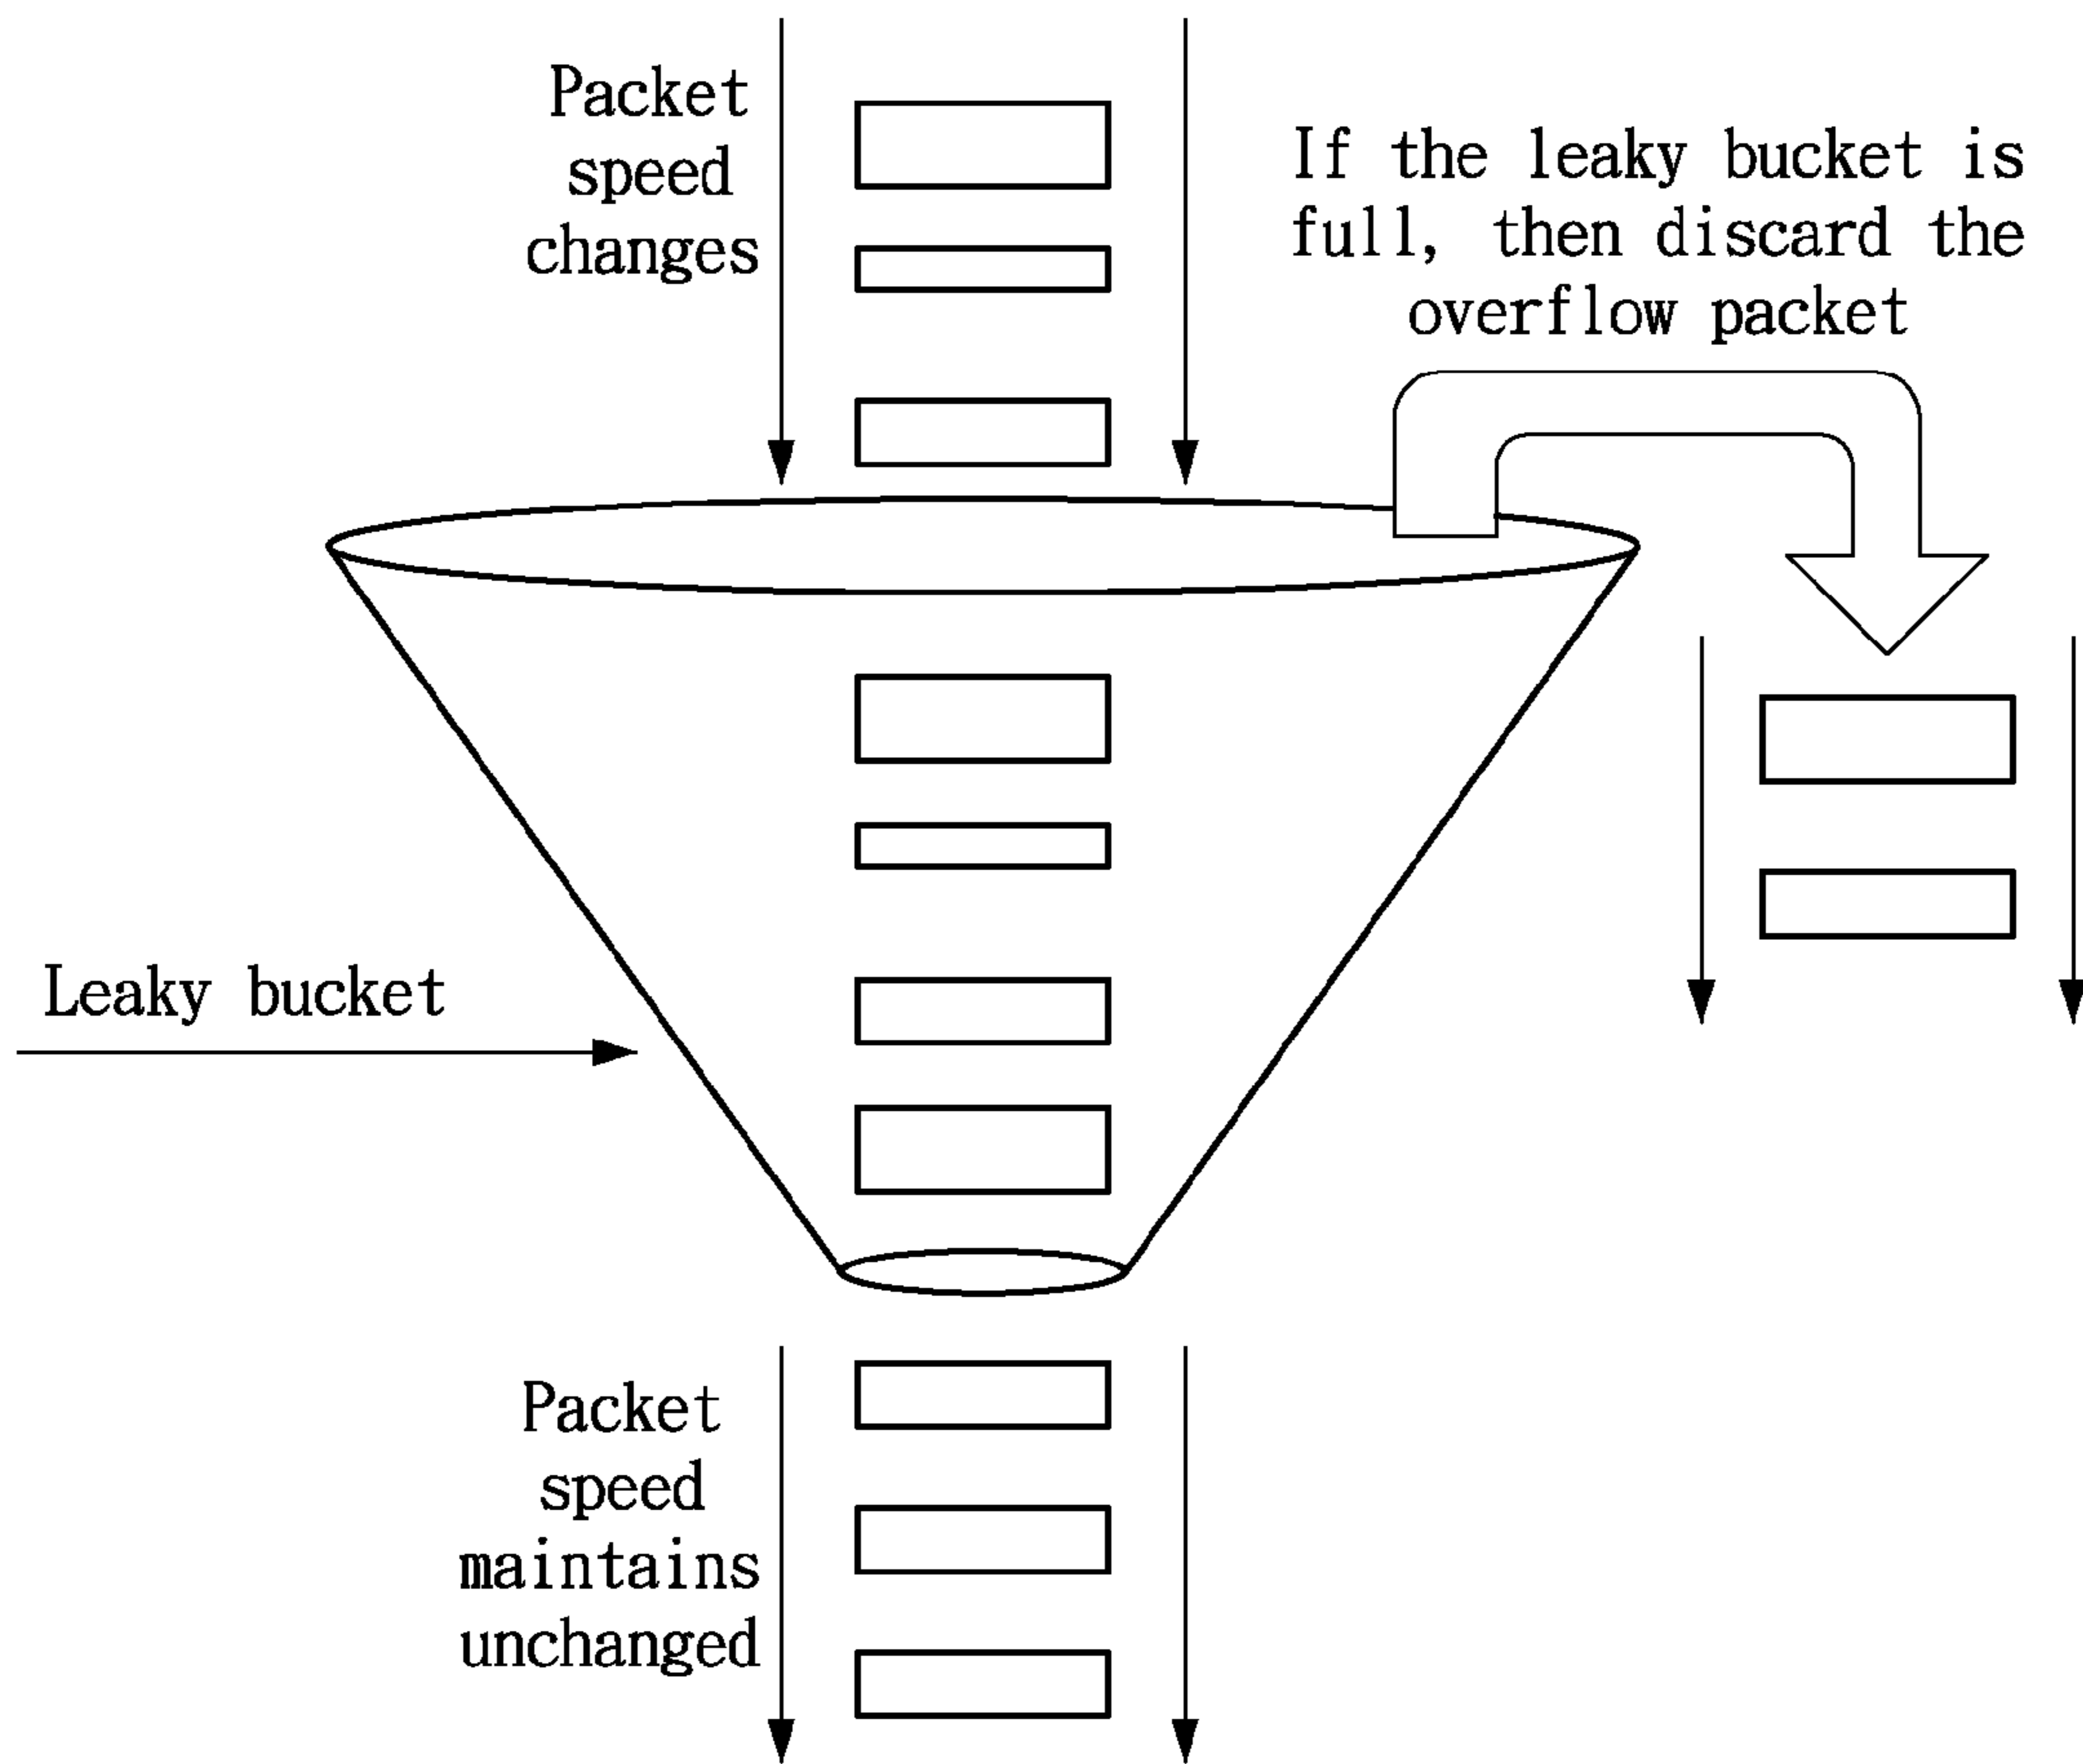 Packet
speed
changes
If the leaky bucket is
full, then discard the
overflow packet
Leaky bucket
Packet
speed
maintains
unchanged